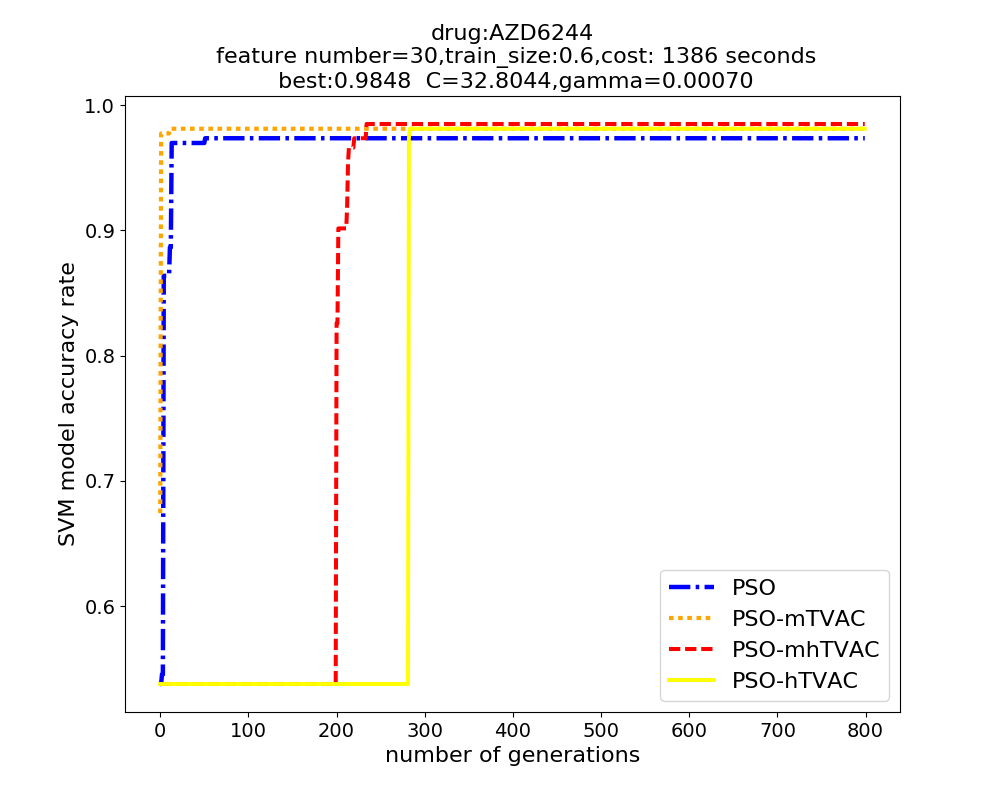 drug:AZD6244
feature number=30,train_size:0.6,cost: 1386 seconds
best:0.9848  C=32.8044,gamma=0.00070
1.0
0.9
0.8
0.7
0.6
SVM model accuracy rate
PSO
PSO-mTVAC
PSO-mhTVAC
PSO-hTVAC
0 100 200 300 400 500 600 700 800
number of generations